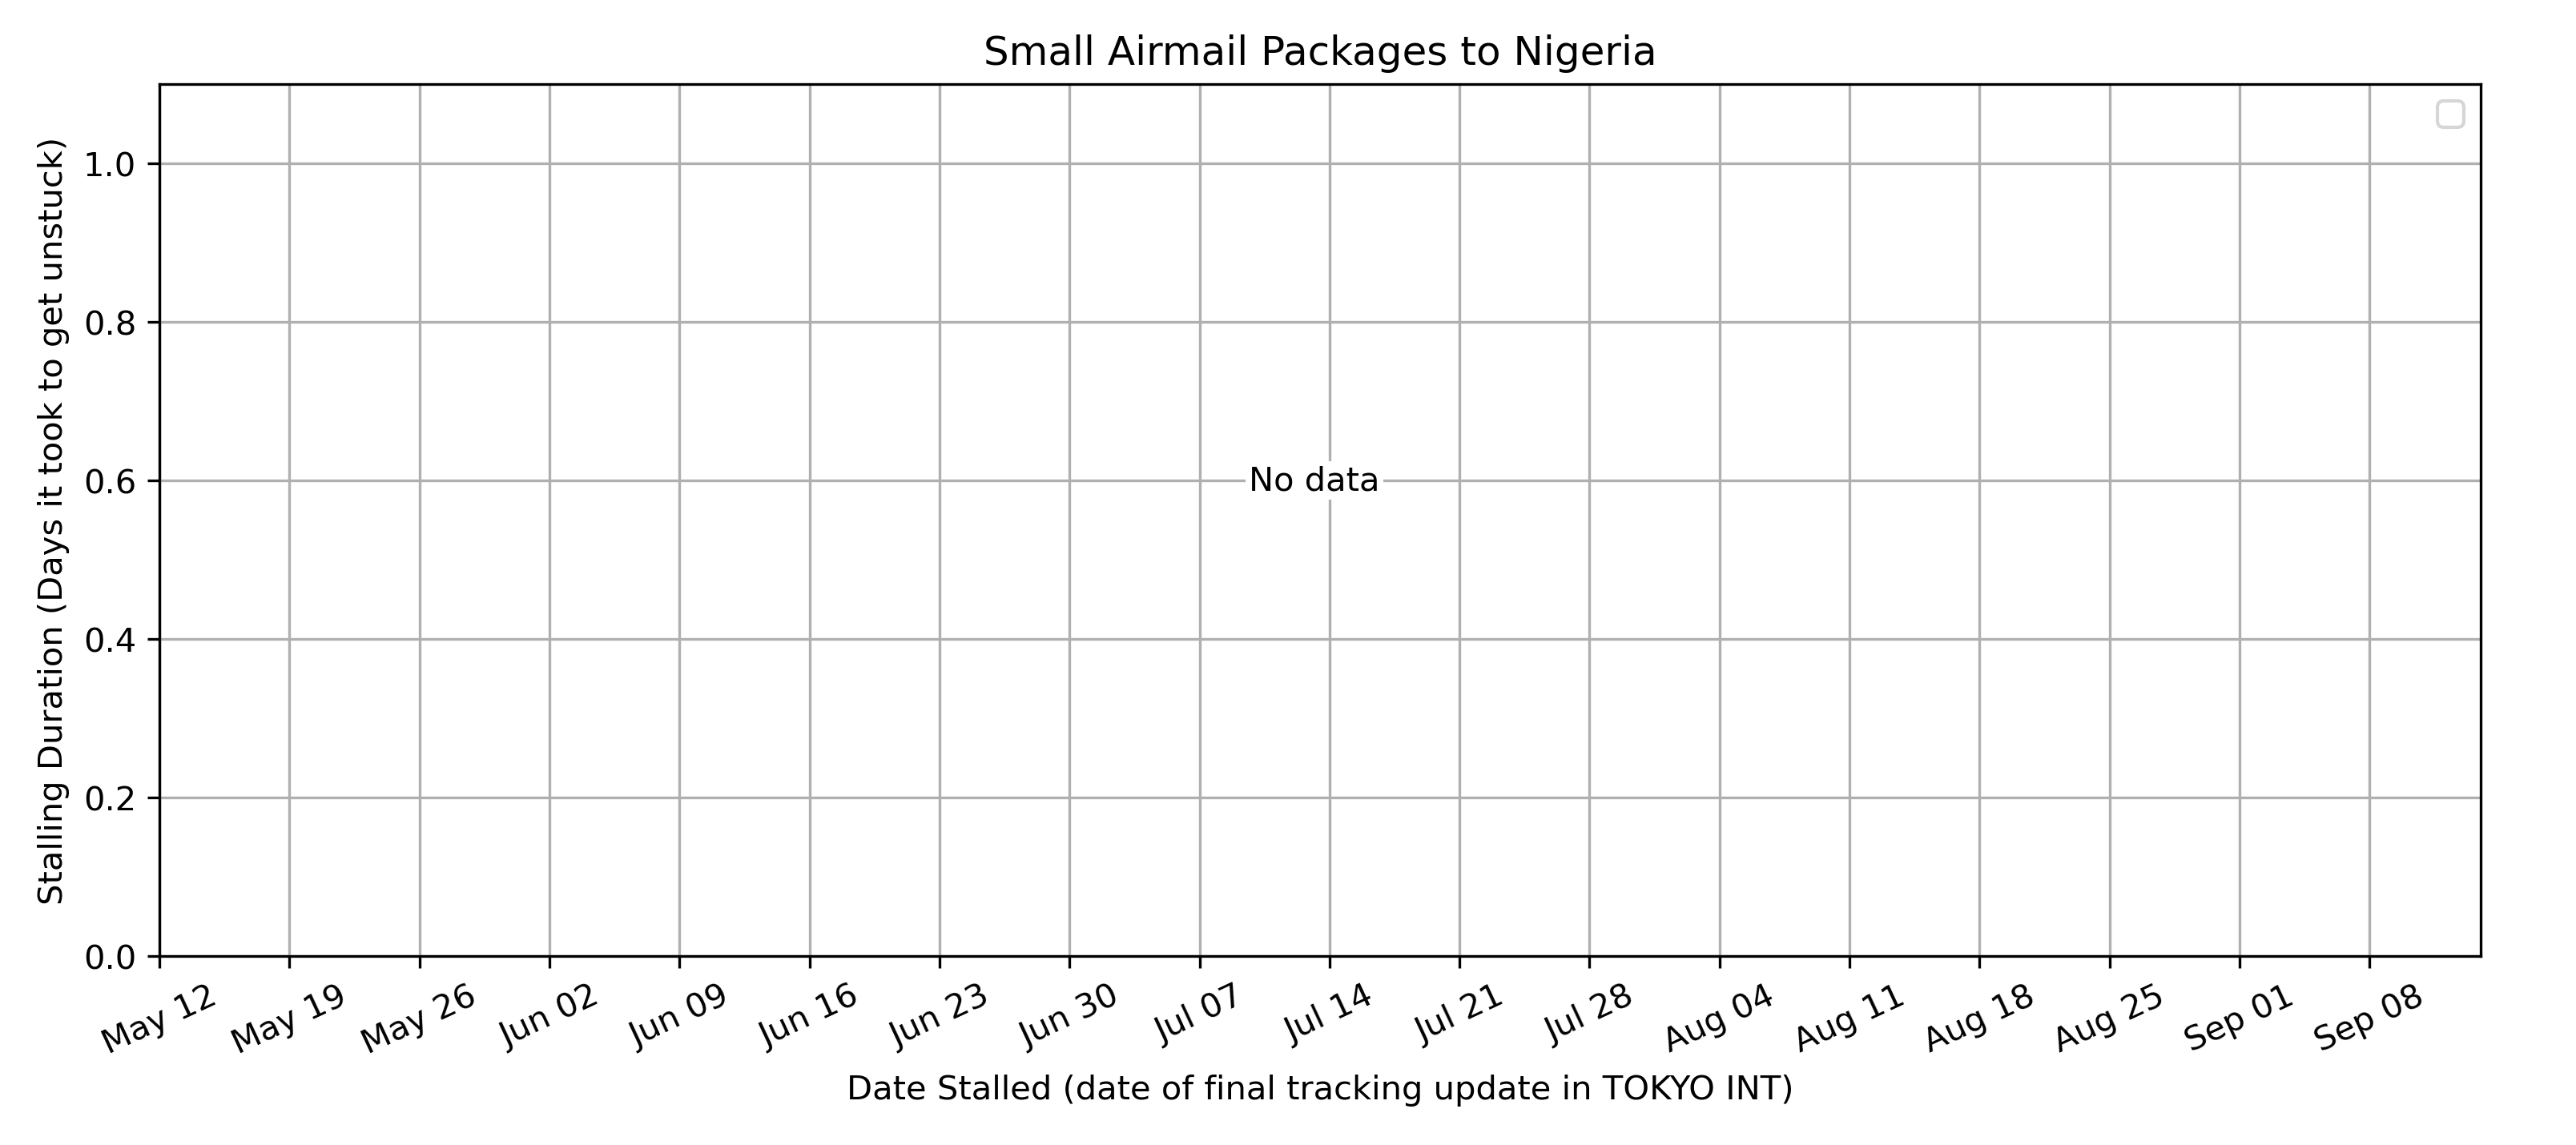 Small Airmail Packages to Nigeria
Stalling Duration (Days it took to get unstuck)
1.0
0.8
0.6
0.4
0.2
0.0
No data
May 12 May 19 May 26 Jun 02 Jun 09 Jun 16 Jun 23 Jun 30 Jul 07 Jul 14 Jul 21 Jul 28 Aug 04 Aug 11 Aug 18 Aug 25 Sep 01 Sep 08
Date Stalled (date of final tracking update in TOKYO INT)